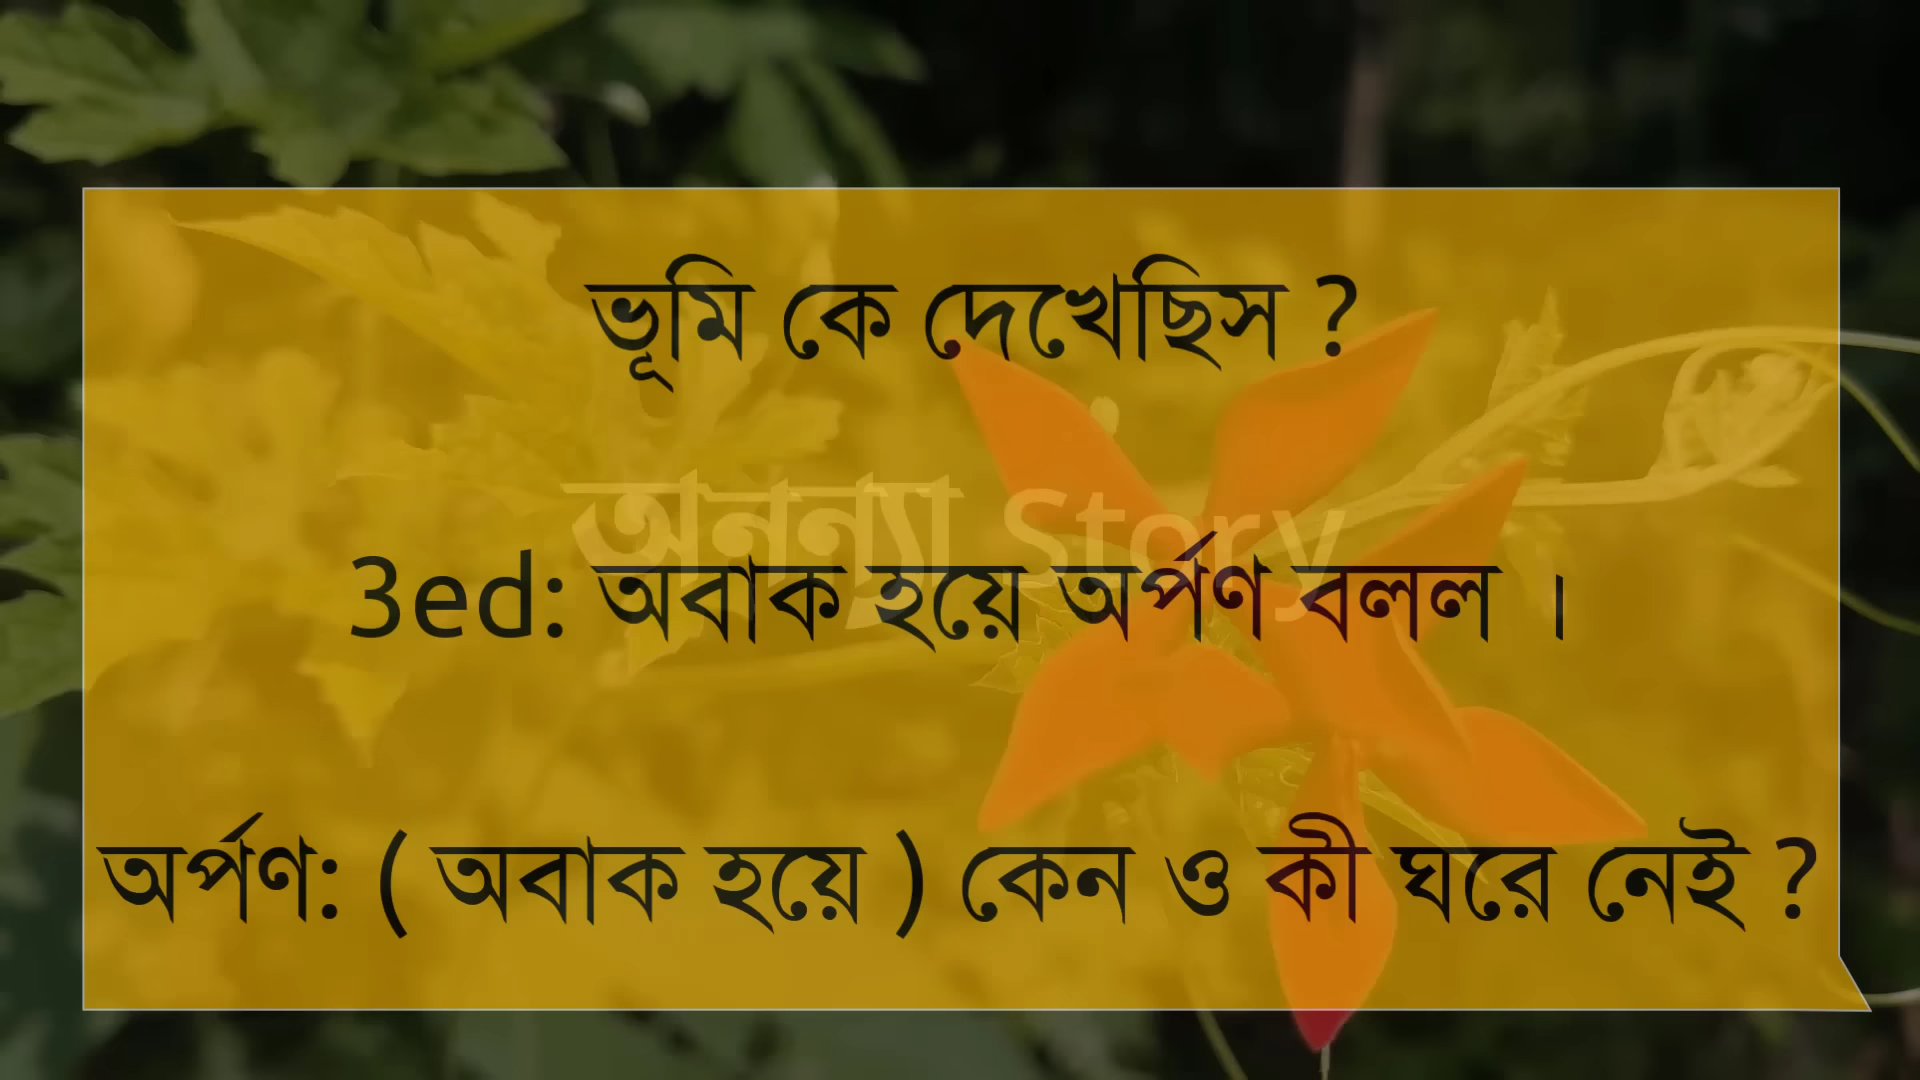 ভূমি কে দেখেছিস ?
অনন্যা Story
3ed: অবাক হয়ে অর্পণ বলল ।
অর্পণ: ( অবাক হয়ে ) কেন ও কী ঘরে নেই ?